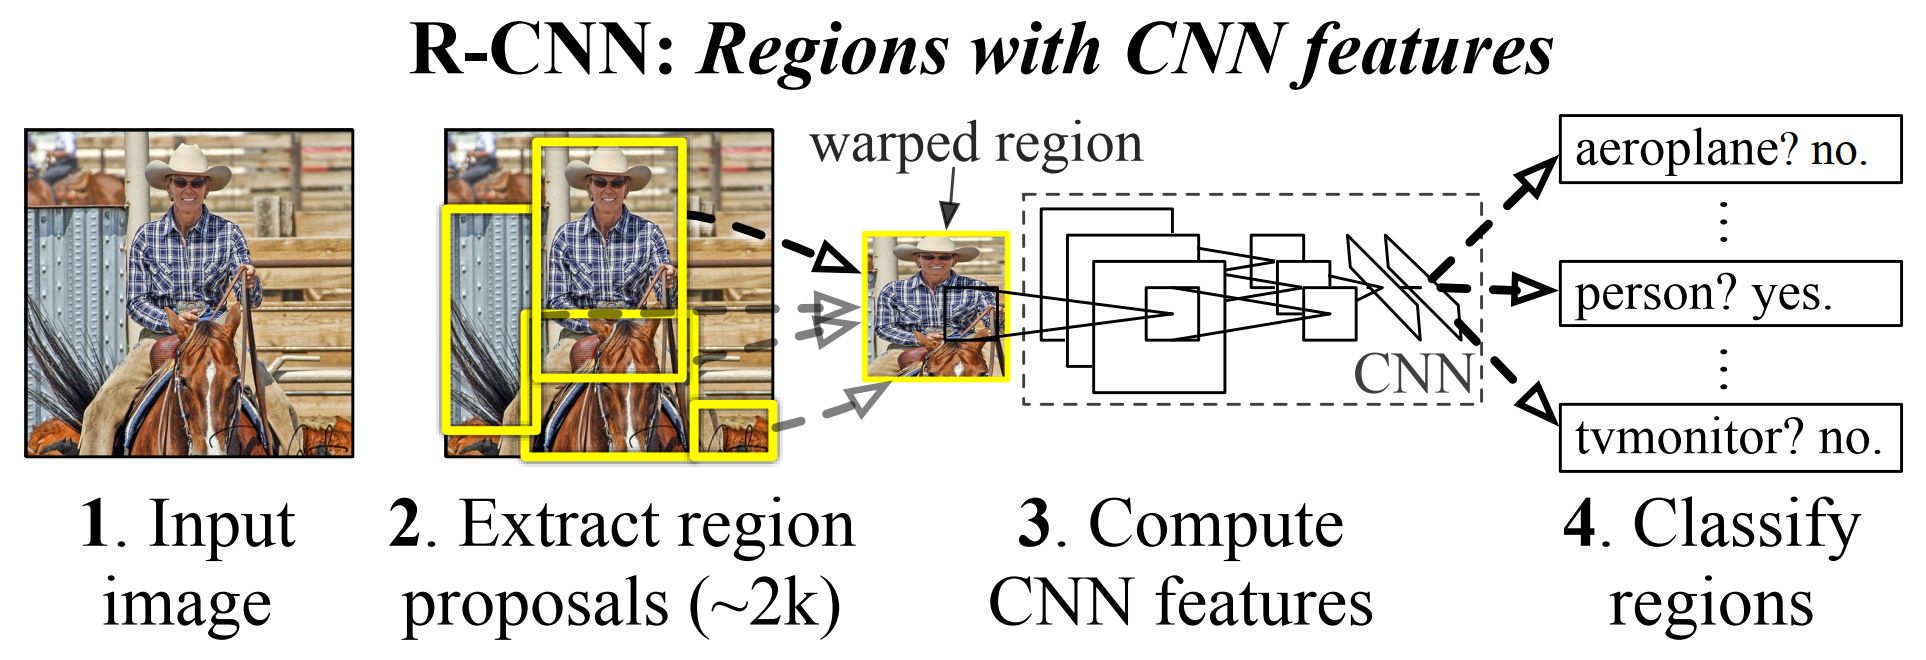 R-CNN: Regions with CNN features
warped region
aeroplane? no.
person? yes.
CNN
tvmonitor? no.
1. Input
image
2. Extract region
proposals (~2k)
3. Compute
CNN features
4. Classify
regions